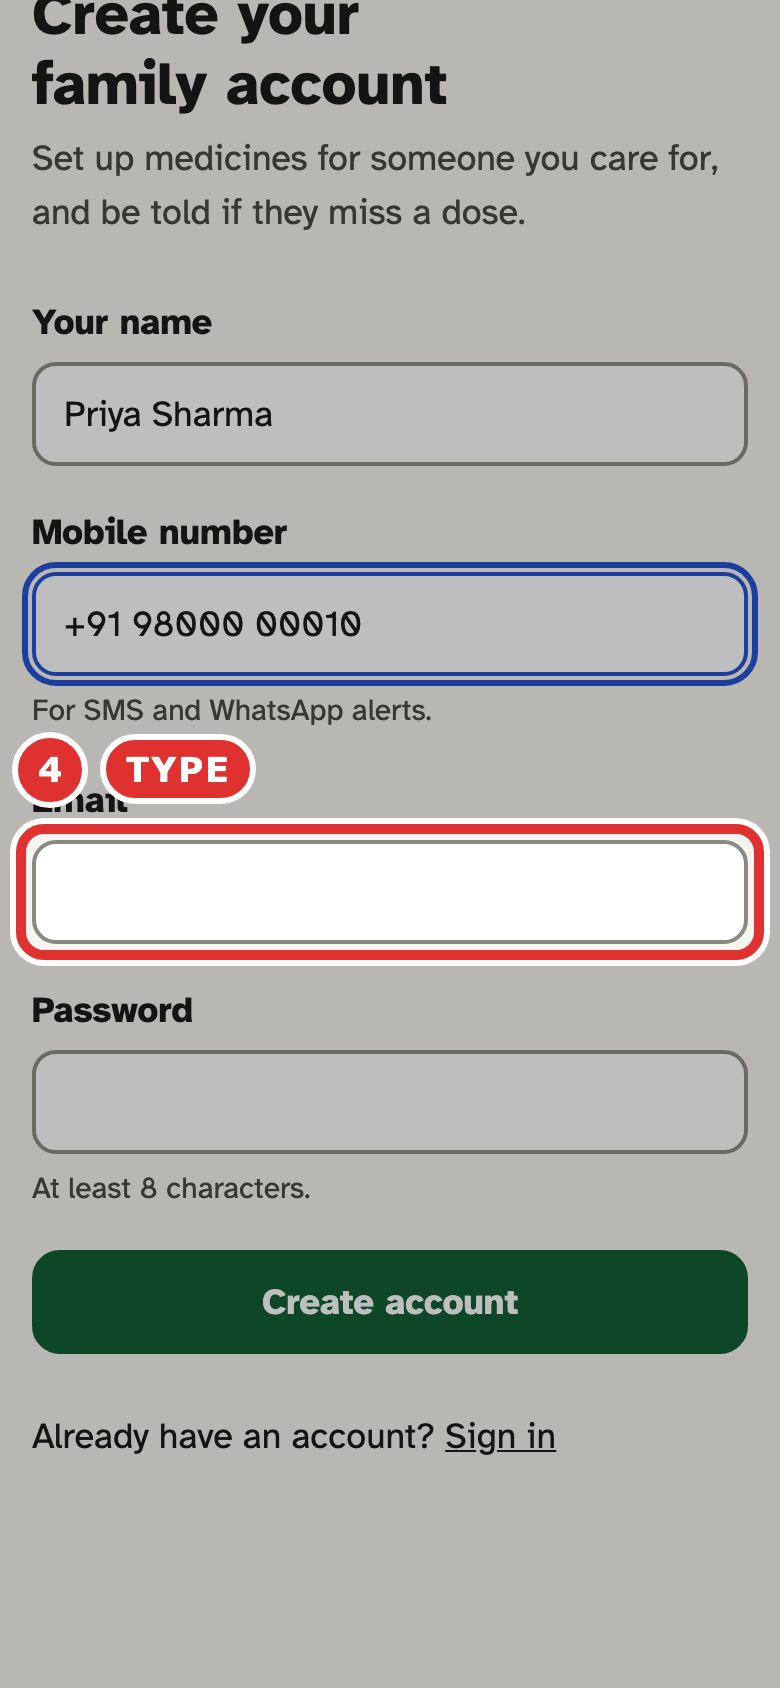 Create your
family account
Set up medicines for someone you care for,
and be told if they miss a dose.
Your name
Priya Sharma
Mobile number
+91 98000 00010
For SMS and WhatsApp alerts.
4 TYPE
Email
Password
At least 8 characters.
Create account
Already have an account? Sign in